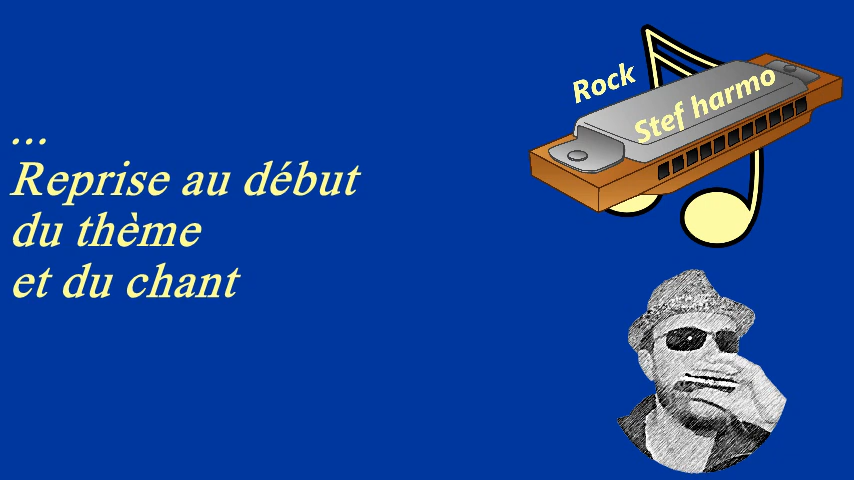 ...
Reprise au début
du thème
et du chant
Rock
Stef harmo